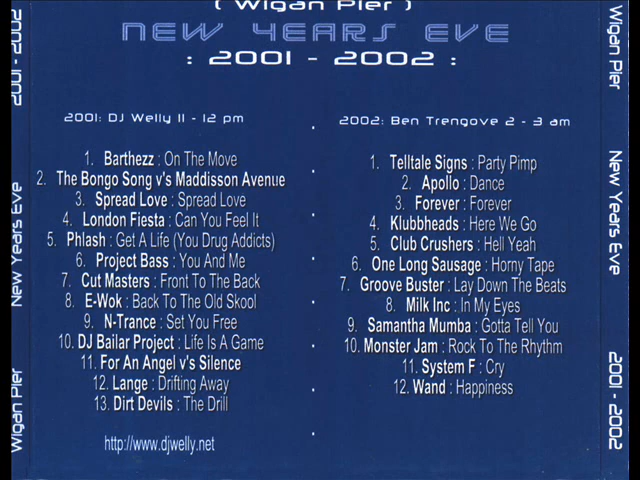 ( Wigan Pier )
NEW YEARS EVE
: 2001 - 2002 :
2001: DJ Welly 11 - 12 pm
1. Barthezz : On The Move
2. The Bongo Song v's Maddisson Avenue
3. Spread Love : Spread Love
4. London Fiesta : Can You Feel It
5. Phlash : Get A Life (You Drug Addicts)
6. Project Bass : You And Me
7. Cut Masters : Front To The Back
8. E-Wok : Back To The Old Skool
9. N-Trance : Set You Free
10. DJ Bailar Project : Life Is A Game
11. For An Angel v's Silence
12. Lange : Drifting Away
13. Dirt Devils : The Drill
http://www.djwelly.net
2002: Ben Trengove 2 - 3 am
1. Telltale Signs : Party Pimp
2. Apollo : Dance
3. Forever : Forever
4. Klubbheads : Here We Go
5. Club Crushers : Hell Yeah
6. One Long Sausage : Horny Tape
7. Groove Buster : Lay Down The Beats
8. Milk Inc : In My Eyes
9. Samantha Mumba : Gotta Tell You
10. Monster Jam : Rock To The Rhythm
11. System F : Cry
12. Wand : Happiness
Wigan Pier New Years Eve 2001 - 2002
Wigan Pier New Years Eve 2001 - 2002